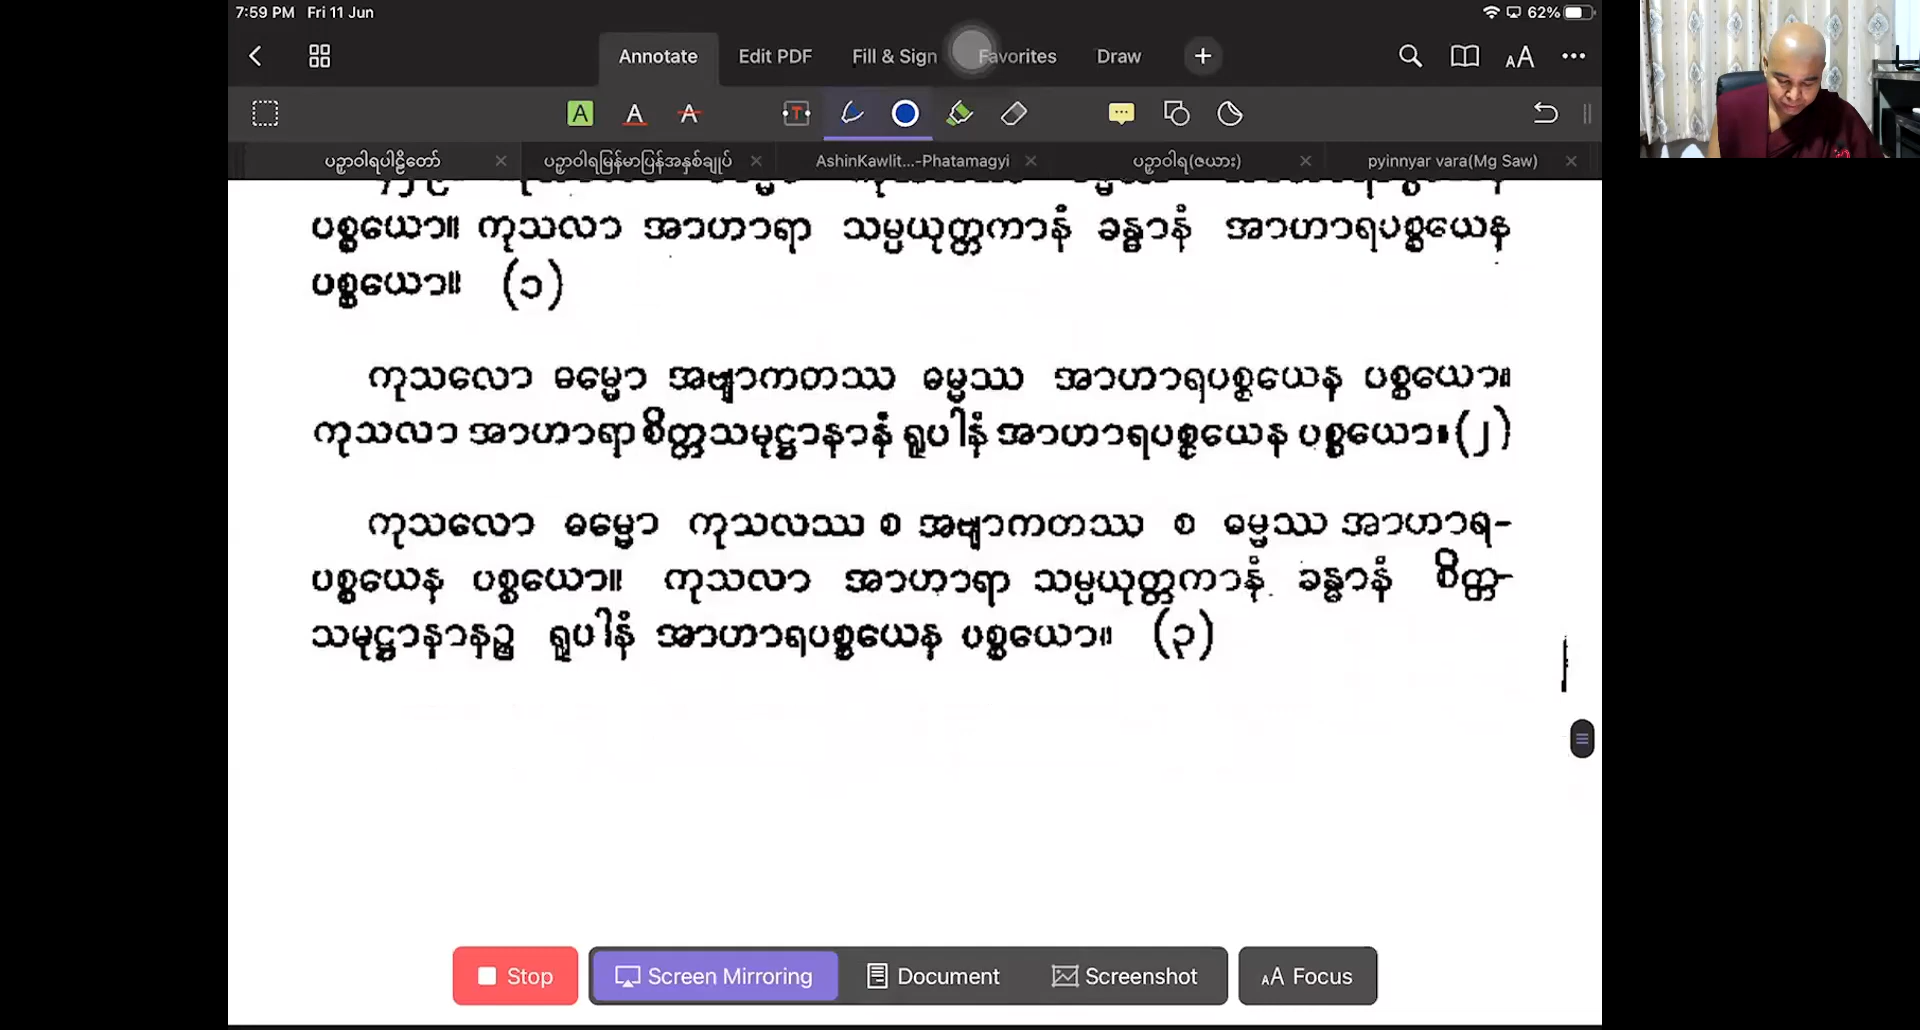 7:59 PM Fri 11 Jun
62%
Annotate Edit PDF Fill & Sign Favorites Draw
ပဉှာဝါရပါဠိတော် ပဉှာဝါရမြန်မာပြန်အနှစ်ချုပ် AshinKawlit...-Phatamagyi ပဉှာဝါရ(ဇယား) pyinnyar vara(Mg Saw)
ပစ္စယော။ ကုသလာ အာဟာရာ သမ္ပယုတ္တကာနံ ခန္ဓာနံ အာဟာရပစ္စယေန
ပစ္စယော။ (၁)
ကုသလော ဓမ္မော အဗျာကတဿ ဓမ္မဿ အာဟာရပစ္စယေန ပစ္စယော။
ကုသလာ အာဟာရာ စိတ္တသမုဋ္ဌာနာနံ ရူပါနံ အာဟာရပစ္စယေန ပစ္စယော။ (၂)
ကုသလော ဓမ္မော ကုသလဿ စ အဗျာကတဿ စ ဓမ္မဿ အာဟာရ-
ပစ္စယေန ပစ္စယော။ ကုသလာ အာဟာရာ သမ္ပယုတ္တကာနံ ခန္ဓာနံ စိတ္တ-
သမုဋ္ဌာနာနဉ္စ ရူပါနံ အာဟာရပစ္စယေန ပစ္စယော။ (၃)
Stop Screen Mirroring Document Screenshot AA Focus